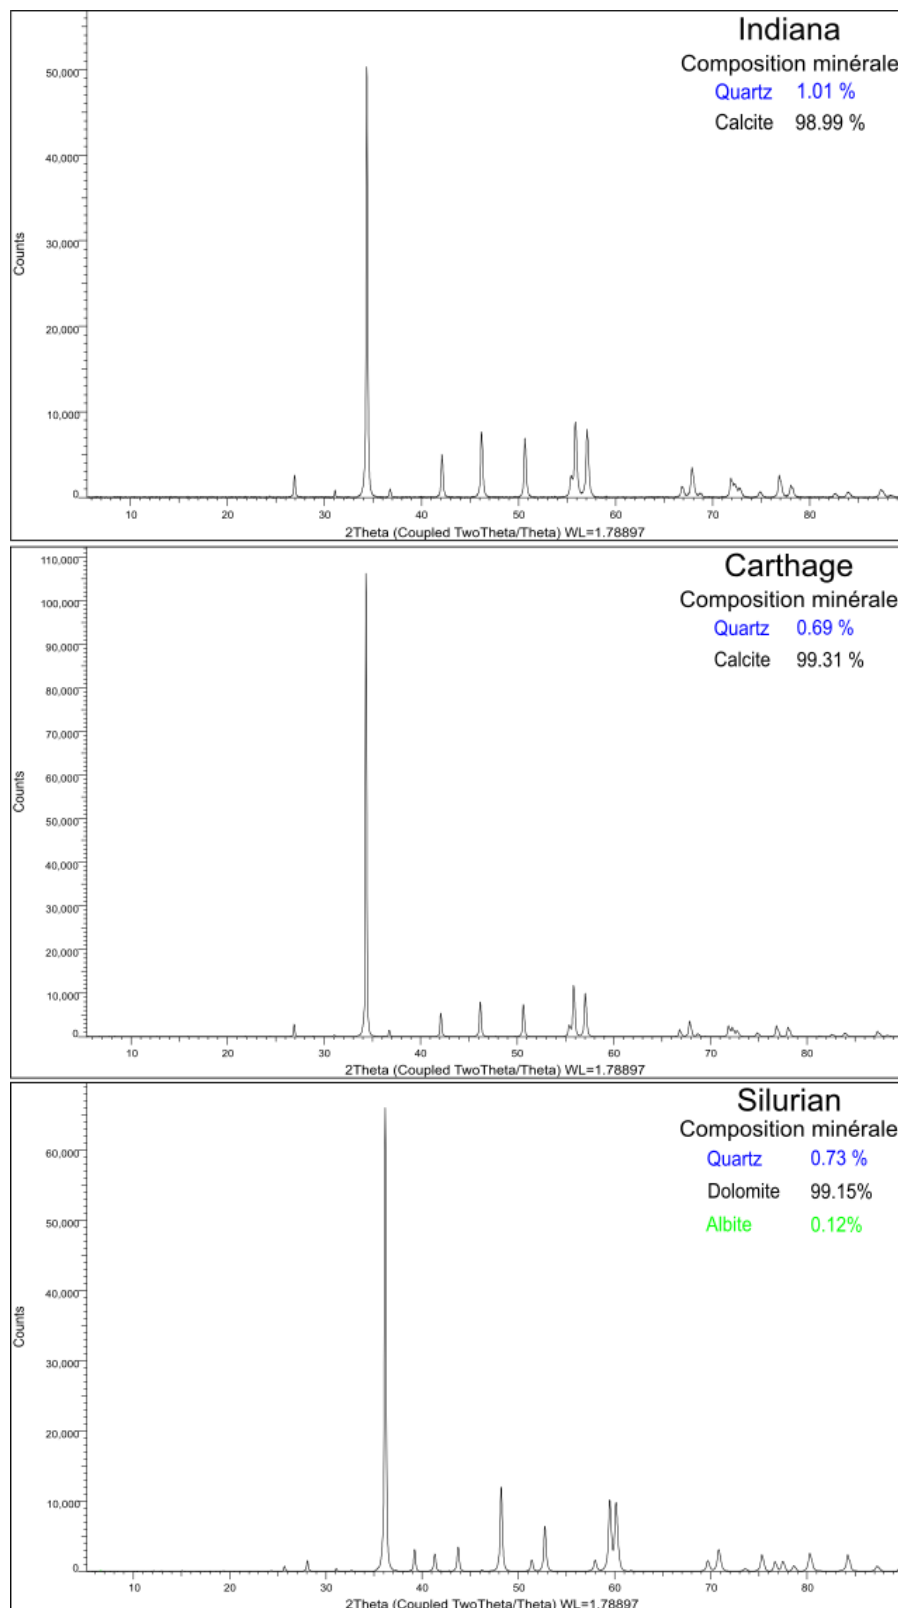 Indiana
Composition minérale
Quartz 1.01 %
Calcite 98.99 %
Counts
50,000
40,000
30,000
20,000
10,000
0
10 20 30 40 50 60 70 80
2Theta (Coupled TwoTheta/Theta) WL=1.78897
Carthage
Composition minérale
Quartz 0.69 %
Calcite 99.31 %
Counts
110,000
100,000
90,000
80,000
70,000
60,000
50,000
40,000
30,000
20,000
10,000
0
10 20 30 40 50 60 70 80
2Theta (Coupled TwoTheta/Theta) WL=1.78897
Silurian
Composition minérale
Quartz 0.73 %
Dolomite 99.15%
Albite 0.12%
Counts
60,000
50,000
40,000
30,000
20,000
10,000
0
10 20 30 40 50 60 70 80
2Theta (Coupled TwoTheta/Theta) WL=1.78897